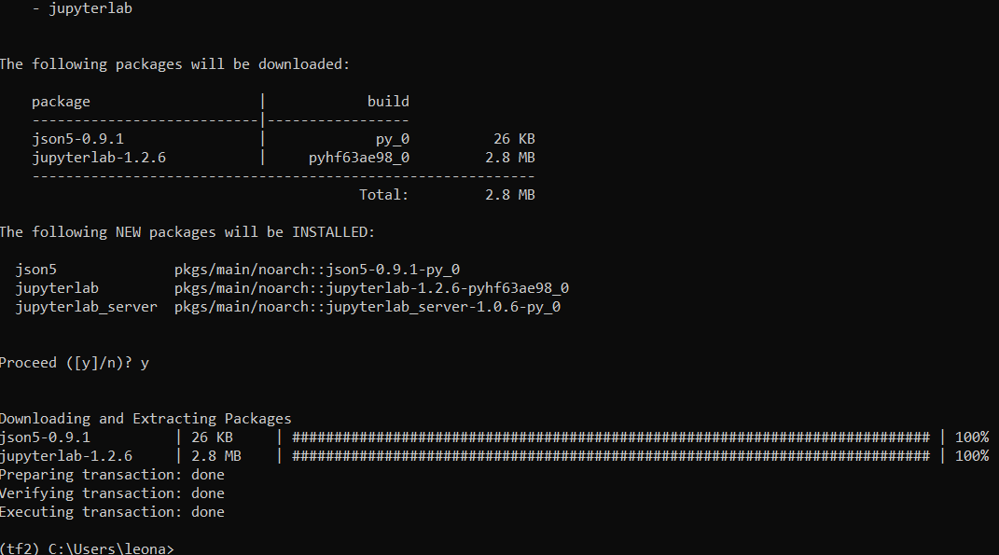 - jupyterlab
The following packages will be downloaded:
    package                    |            build
    ---------------------------|-----------------
    json5-0.9.1                |             py_0          26 KB
    jupyterlab-1.2.6           |     pyhf63ae98_0         2.8 MB
    ------------------------------------------------------------
                                           Total:         2.8 MB
The following NEW packages will be INSTALLED:
  json5              pkgs/main/noarch::json5-0.9.1-py_0
  jupyterlab         pkgs/main/noarch::jupyterlab-1.2.6-pyhf63ae98_0
  jupyterlab_server  pkgs/main/noarch::jupyterlab_server-1.0.6-py_0
Proceed ([y]/n)? y
Downloading and Extracting Packages
json5-0.9.1          | 26 KB     | ############################################################################ | 100%
jupyterlab-1.2.6     | 2.8 MB    | ############################################################################ | 100%
Preparing transaction: done
Verifying transaction: done
Executing transaction: done
(tf2) C:\Users\leona>